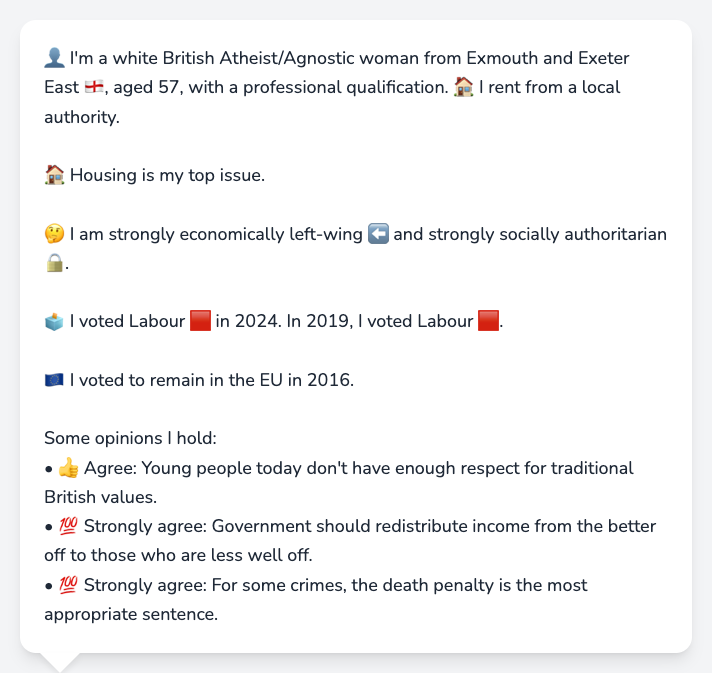 👤 I'm a white British Atheist/Agnostic woman from Exmouth and Exeter
East 🏴󠁧󠁢󠁥󠁮󠁧󠁿, aged 57, with a professional qualification. 🏠 I rent from a local
authority.
🏠 Housing is my top issue.
🤔 I am strongly economically left-wing ⬅️ and strongly socially authoritarian
🔒.
🗳️ I voted Labour 🟥 in 2024. In 2019, I voted Labour 🟥.
🇪🇺 I voted to remain in the EU in 2016.
Some opinions I hold:
• 👍 Agree: Young people today don't have enough respect for traditional
British values.
• 💯 Strongly agree: Government should redistribute income from the better
off to those who are less well off.
• 💯 Strongly agree: For some crimes, the death penalty is the most
appropriate sentence.